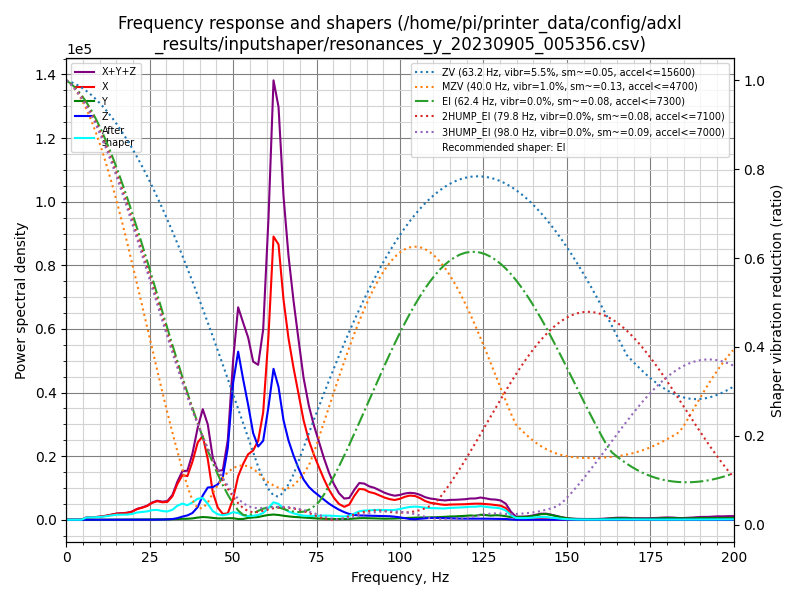 Frequency response and shapers (/home/pi/printer_data/config/adxl
_results/inputshaper/resonances_y_20230905_005356.csv)
1e5
X+Y+Z
X
Y
Z
After
shaper
ZV (63.2 Hz, vibr=5.5%, sm~=0.05, accel<=15600)
MZV (40.0 Hz, vibr=1.0%, sm~=0.13, accel<=4700)
EI (62.4 Hz, vibr=0.0%, sm~=0.08, accel<=7300)
2HUMP_EI (79.8 Hz, vibr=0.0%, sm~=0.08, accel<=7100)
3HUMP_EI (98.0 Hz, vibr=0.0%, sm~=0.09, accel<=7000)
Recommended shaper: EI
Power spectral density
1.4
1.2
1.0
0.8
0.6
0.4
0.2
0.0
1.0
0.8
0.6
0.4
0.2
0.0
Shaper vibration reduction (ratio)
0 25 50 75 100 125 150 175 200
Frequency, Hz